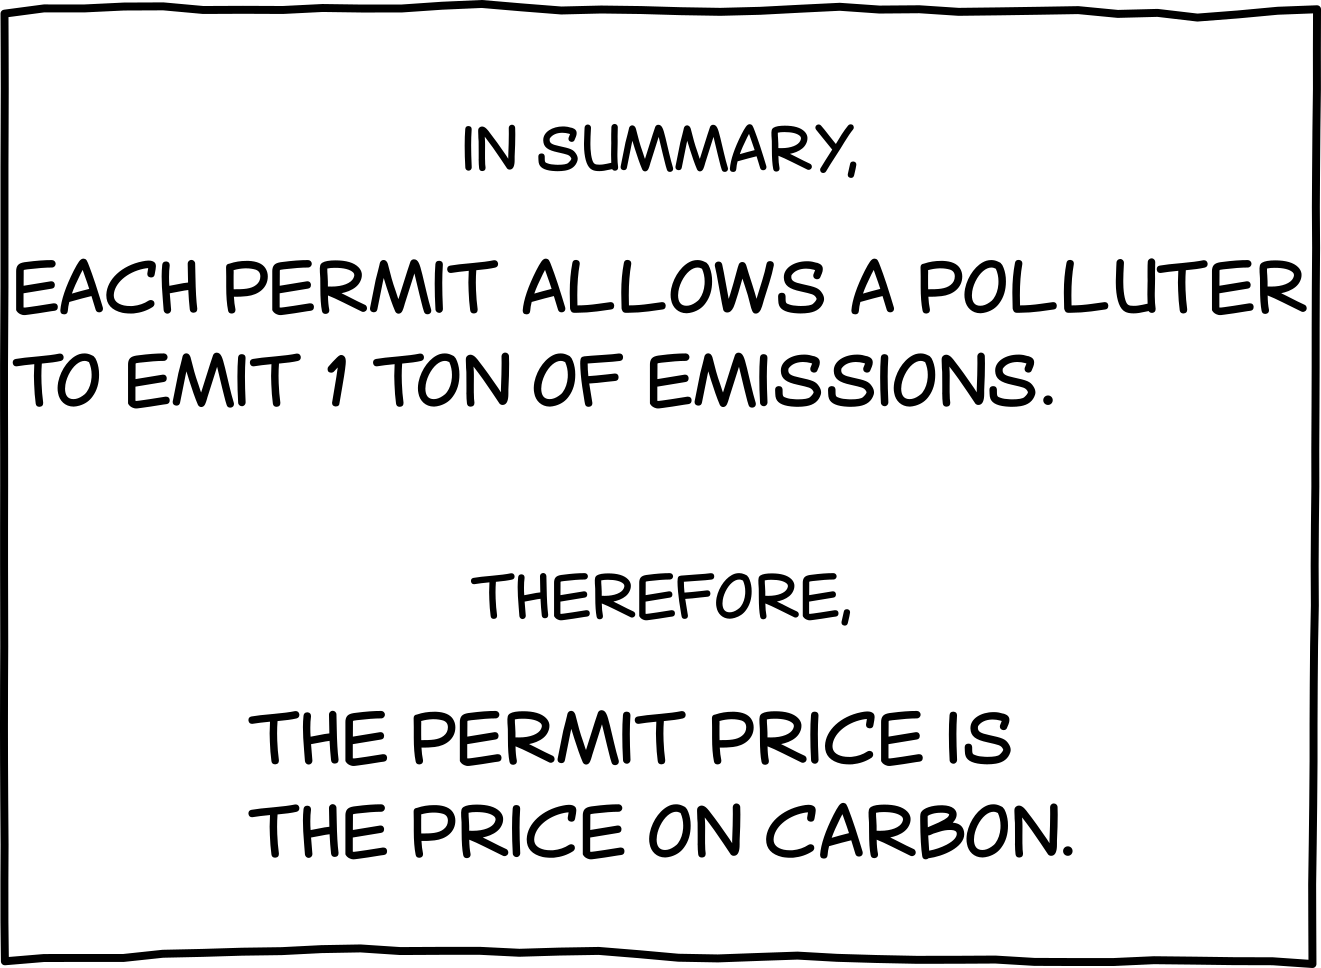 IN SUMMARY,
EACH PERMIT ALLOWS A POLLUTER
TO EMIT 1 TON OF EMISSIONS.
THEREFORE,
THE PERMIT PRICE IS
THE PRICE ON CARBON.